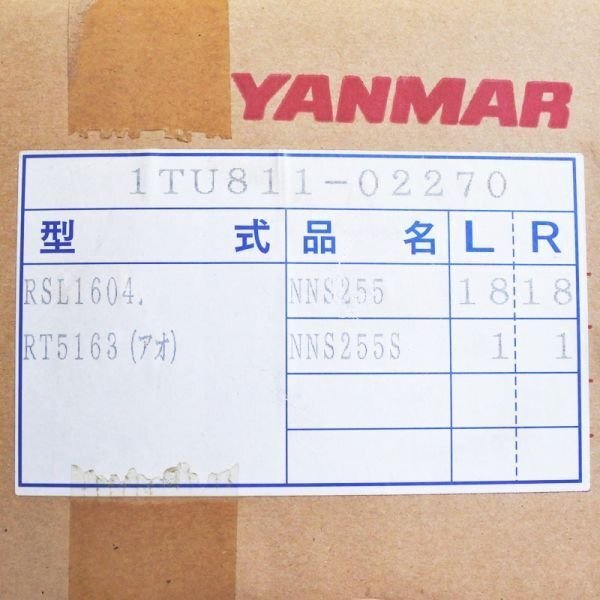 YANMAR
1TU811-02270
型 式 品 名 L R
RSL1604. NNS255 18 18
RT5163(アオ) NNS255S 1 1